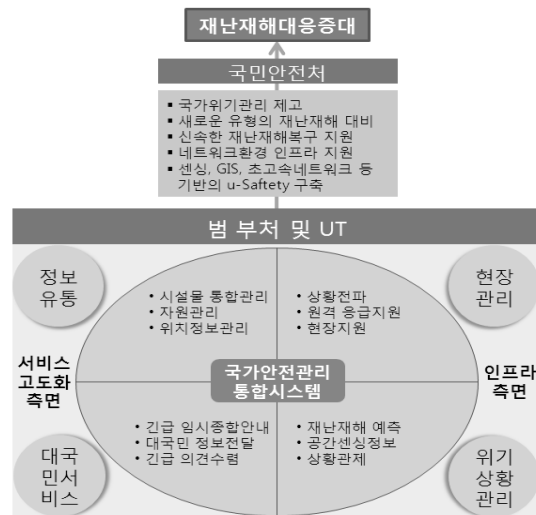 재난재해대응증대
국민안전처
▪ 국가위기관리 제고
▪ 새로운 유형의 재난재해 대비
▪ 신속한 재난재해복구 지원
▪ 네트워크환경 인프라 지원
▪ 센싱, GIS, 초고속네트워크 등
기반의 u-Saftety 구축
범 부처 및 UT
정보
유통
• 시설물 통합관리
• 자원관리
• 위치정보관리
• 상황전파
• 원격 응급지원
• 현장지원
현장
관리
서비스
고도화
측면
국가안전관리
통합시스템
인프라
측면
대국
민서
비스
• 긴급 임시종합안내
• 대국민 정보전달
• 긴급 의견수렴
• 재난재해 예측
• 공간센싱정보
• 상황관제
위기
상황
관리